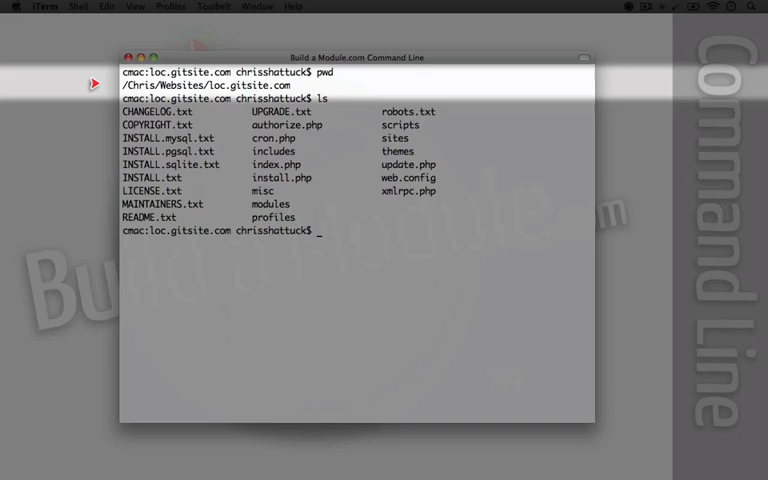 iTerm Shell Edit View Profiles Toolbelt Window Help
Build a Module.com Command Line
cmac:loc.gitsite.com chrisshattuck$ pwd
/Chris/Websites/loc.gitsite.com
cmac:loc.gitsite.com chrisshattuck$ ls
CHANGELOG.txt UPGRADE.txt robots.txt
COPYRIGHT.txt authorize.php scripts
INSTALL.mysql.txt cron.php sites
INSTALL.pgsql.txt includes themes
INSTALL.sqlite.txt index.php update.php
INSTALL.txt install.php web.config
LICENSE.txt misc xmlrpc.php
MAINTAINERS.txt modules
README.txt profiles
cmac:loc.gitsite.com chrisshattuck$ _
Build a Module.com
Command Line